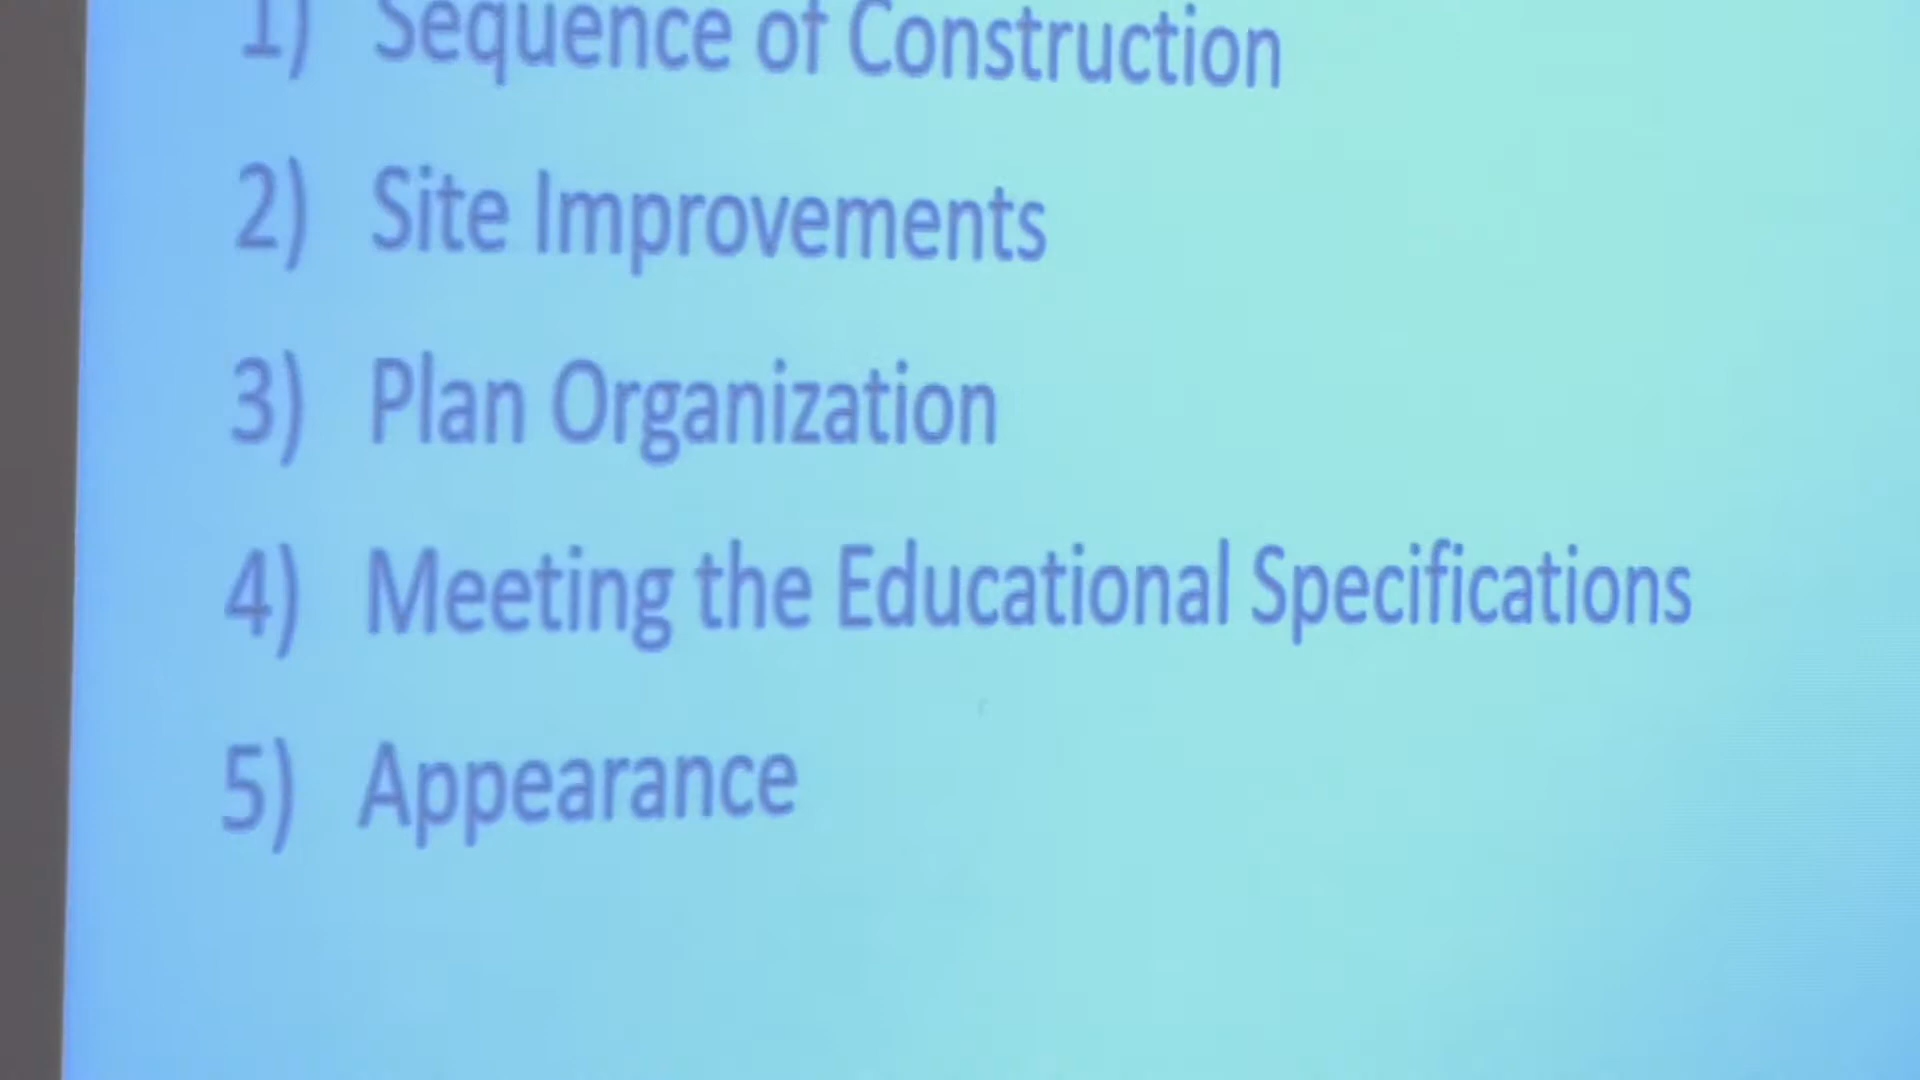 1) Sequence of Construction
2) Site Improvements
3) Plan Organization
4) Meeting the Educational Specifications
5) Appearance